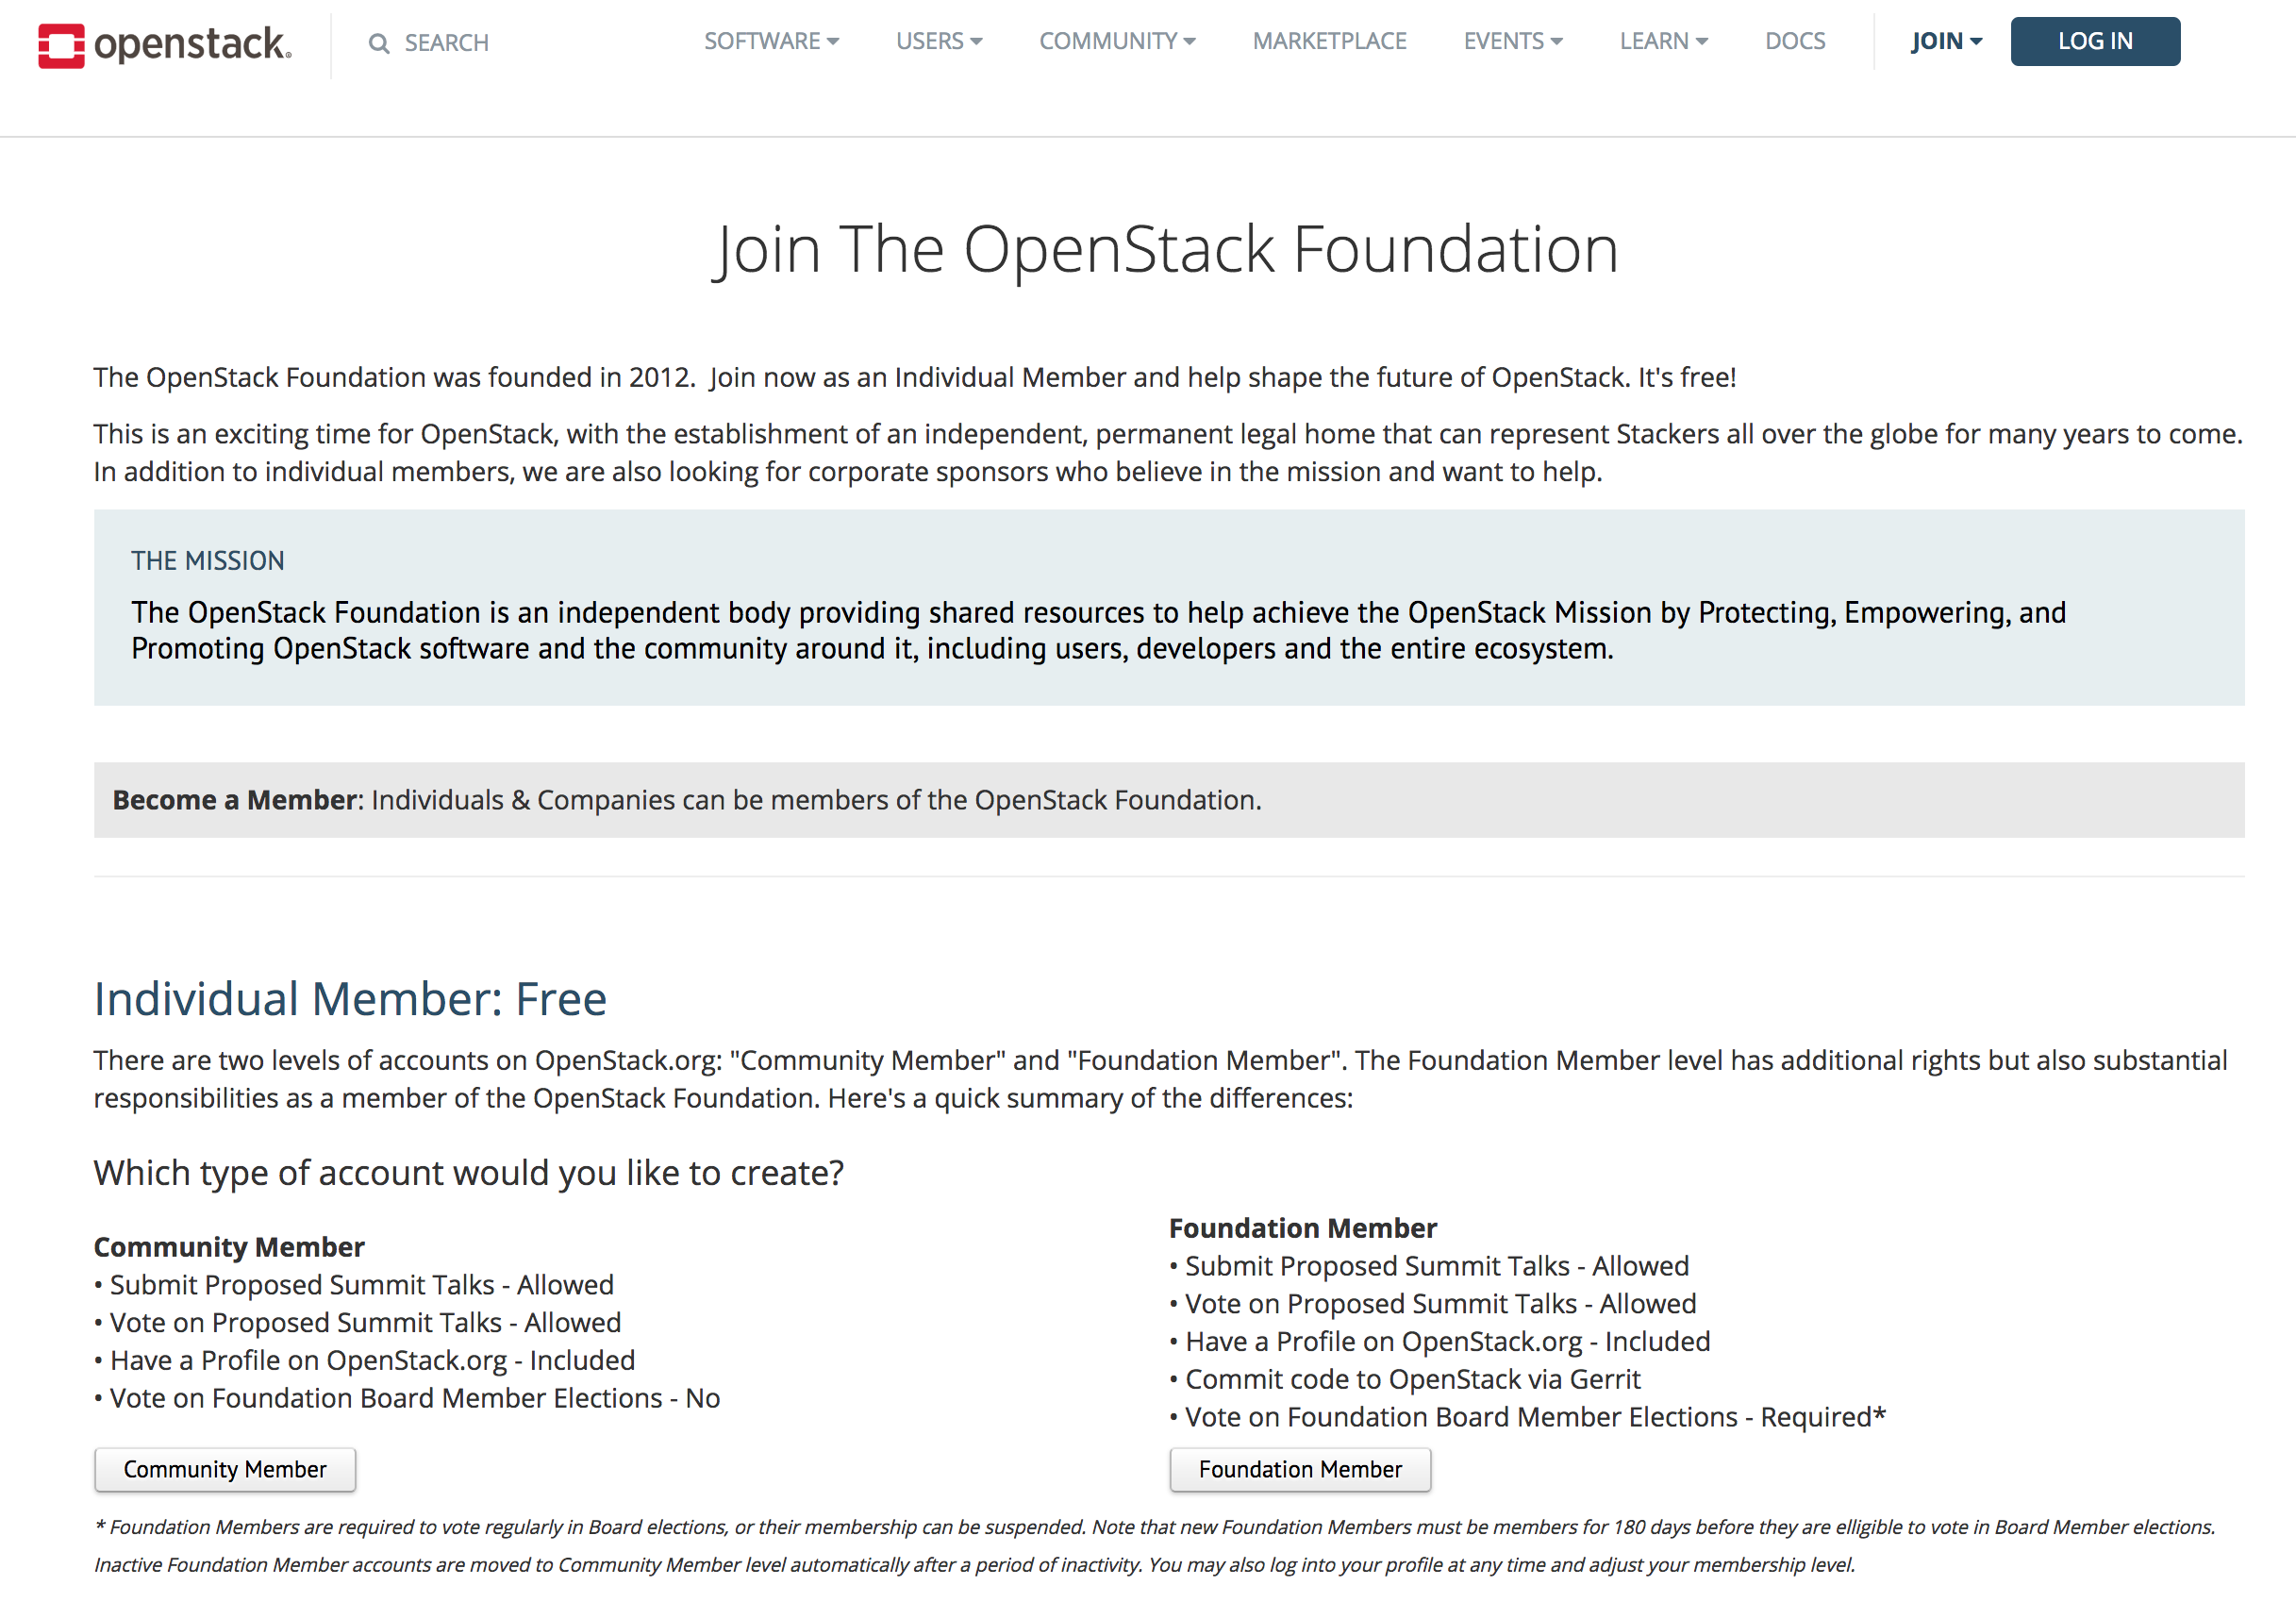 openstack.
SEARCH
SOFTWARE
USERS
COMMUNITY
MARKETPLACE
EVENTS
LEARN
DOCS
JOIN
LOG IN
Join The OpenStack Foundation
The OpenStack Foundation was founded in 2012.  Join now as an Individual Member and help shape the future of OpenStack. It's free!
This is an exciting time for OpenStack, with the establishment of an independent, permanent legal home that can represent Stackers all over the globe for many years to come.
In addition to individual members, we are also looking for corporate sponsors who believe in the mission and want to help.
THE MISSION
The OpenStack Foundation is an independent body providing shared resources to help achieve the OpenStack Mission by Protecting, Empowering, and
Promoting OpenStack software and the community around it, including users, developers and the entire ecosystem.
Become a Member: Individuals & Companies can be members of the OpenStack Foundation.
Individual Member: Free
There are two levels of accounts on OpenStack.org: "Community Member" and "Foundation Member". The Foundation Member level has additional rights but also substantial
responsibilities as a member of the OpenStack Foundation. Here's a quick summary of the differences:
Which type of account would you like to create?
Community Member
• Submit Proposed Summit Talks - Allowed
• Vote on Proposed Summit Talks - Allowed
• Have a Profile on OpenStack.org - Included
• Vote on Foundation Board Member Elections - No
Community Member
Foundation Member
• Submit Proposed Summit Talks - Allowed
• Vote on Proposed Summit Talks - Allowed
• Have a Profile on OpenStack.org - Included
• Commit code to OpenStack via Gerrit
• Vote on Foundation Board Member Elections - Required*
Foundation Member
* Foundation Members are required to vote regularly in Board elections, or their membership can be suspended. Note that new Foundation Members must be members for 180 days before they are elligible to vote in Board Member elections.
Inactive Foundation Member accounts are moved to Community Member level automatically after a period of inactivity. You may also log into your profile at any time and adjust your membership level.